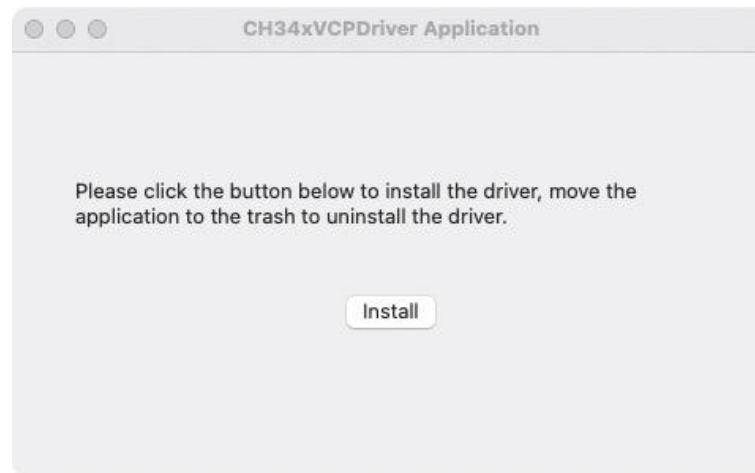 CH34xVCPDriver Application
Please click the button below to install the driver, move the
application to the trash to uninstall the driver.
Install